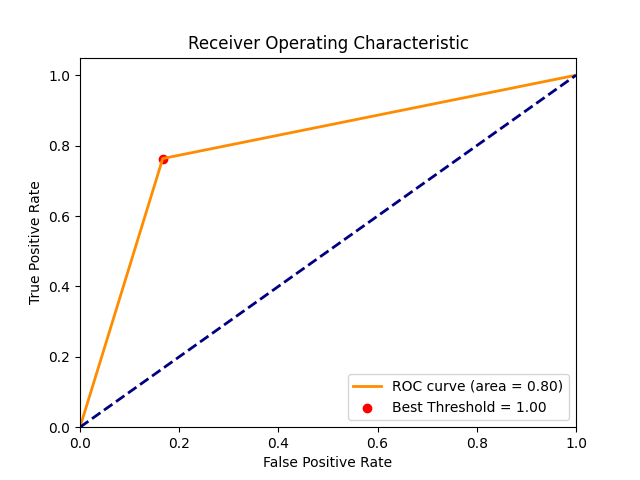 Receiver Operating Characteristic
True Positive Rate
1.0
0.8
0.6
0.4
0.2
0.0
0.0 0.2 0.4 0.6 0.8 1.0
False Positive Rate
ROC curve (area = 0.80)
Best Threshold = 1.00